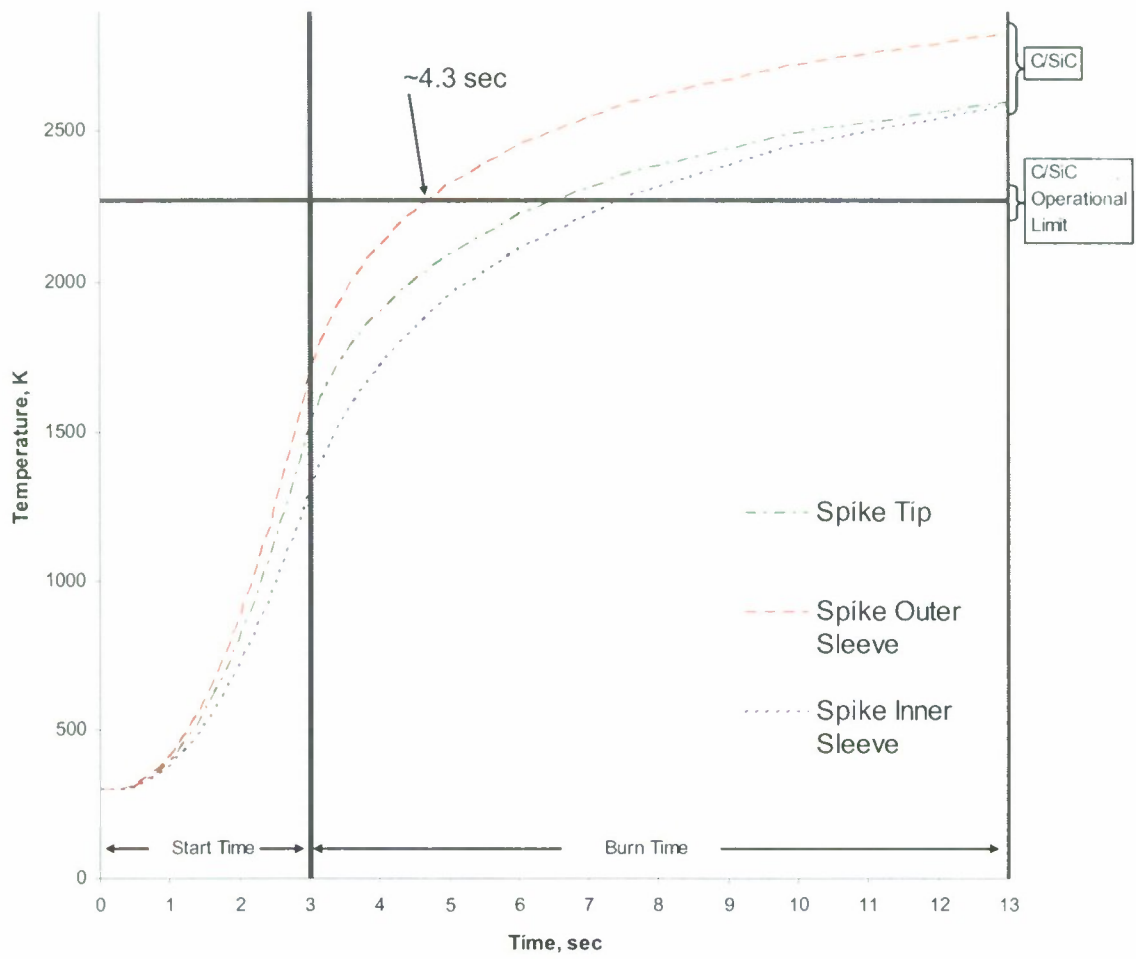 ~4.3 sec
C/SiC
2500
C/SiC
Operational
Limit
2000
1500
Temperature, K
Spike Tip
1000
Spike Outer
Sleeve
Spike Inner
Sleeve
500
Start Time
Burn Time
0
0 1 2 3 4 5 6 7 8 9 10 11 12 13
Time, sec